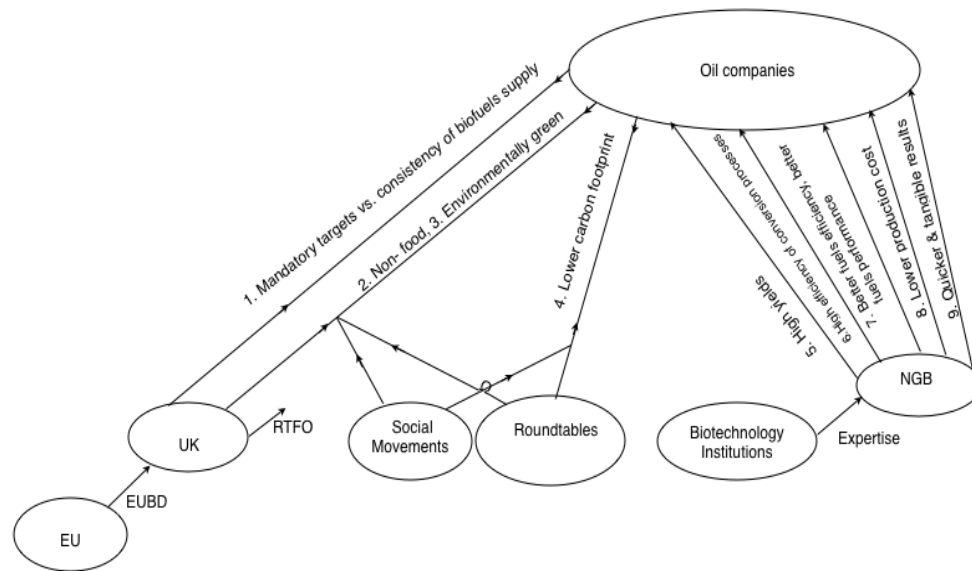 Oil companies
1. Mandatory targets vs. consistency of biofuels supply
2. Non- food, 3. Environmentally green
4. Lower carbon footprint
5. High yields
6.High efficiency of conversion processes
7. Better fuels efficiency, better
fuels performance
8. Lower production cost
9. Quicker & tangible results
NGB
UK
RTFO
Social
Movements
Roundtables
Biotechnology
Institutions
Expertise
EUBD
EU